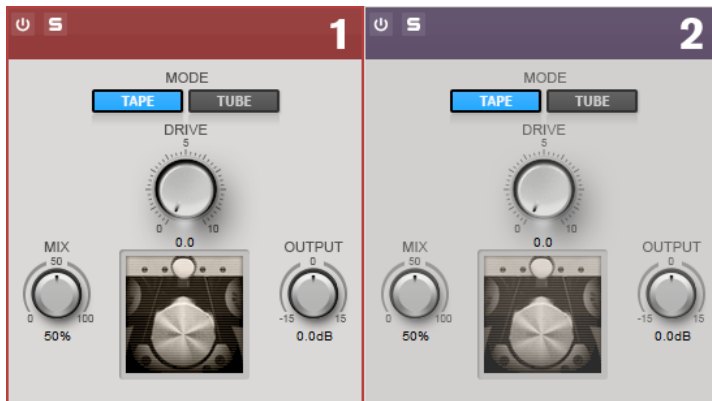 S 1
MODE
TAPE TUBE
DRIVE
5
0 10
0.0
MIX
50
0 100
50%
OUTPUT
0
-15 15
0.0dB
S 2
MODE
TAPE TUBE
DRIVE
5
0 10
0.0
MIX
50
0 100
50%
OUTPUT
0
-15 15
0.0dB